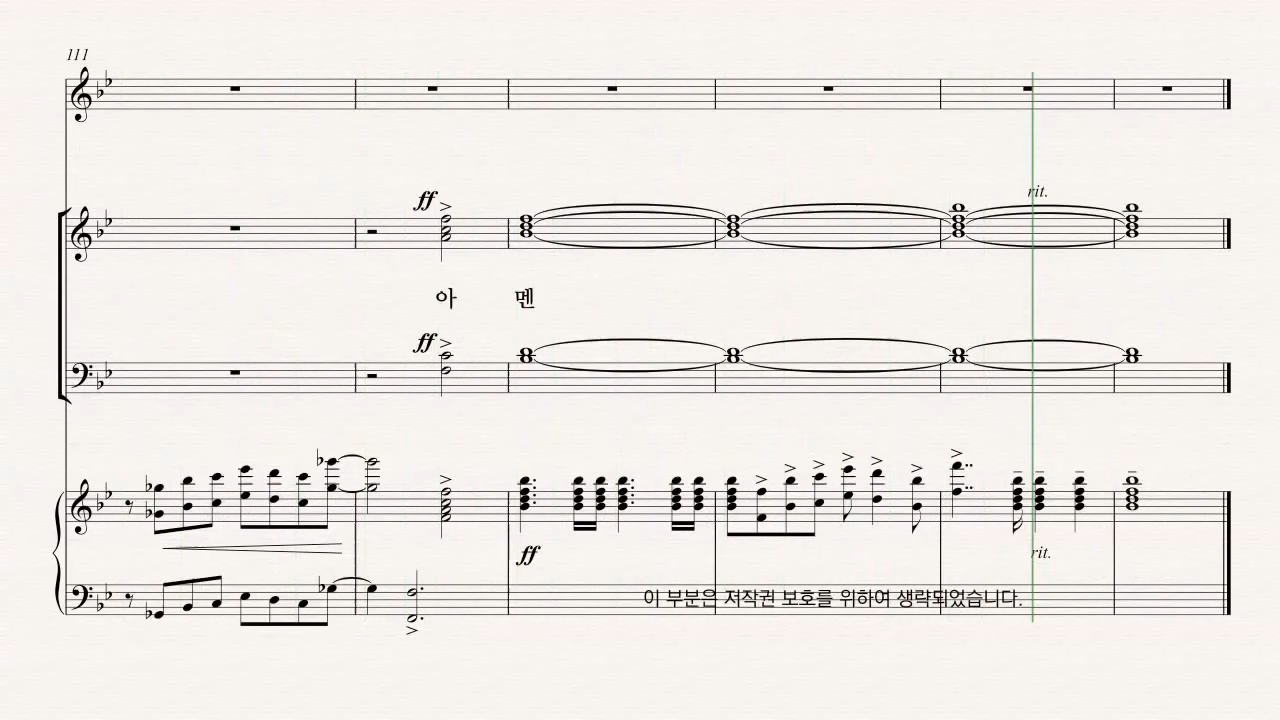 111
rit.
ff
아 멘
ff
ff
rit.
이 부분은 저작권 보호를 위하여 생략되었습니다.